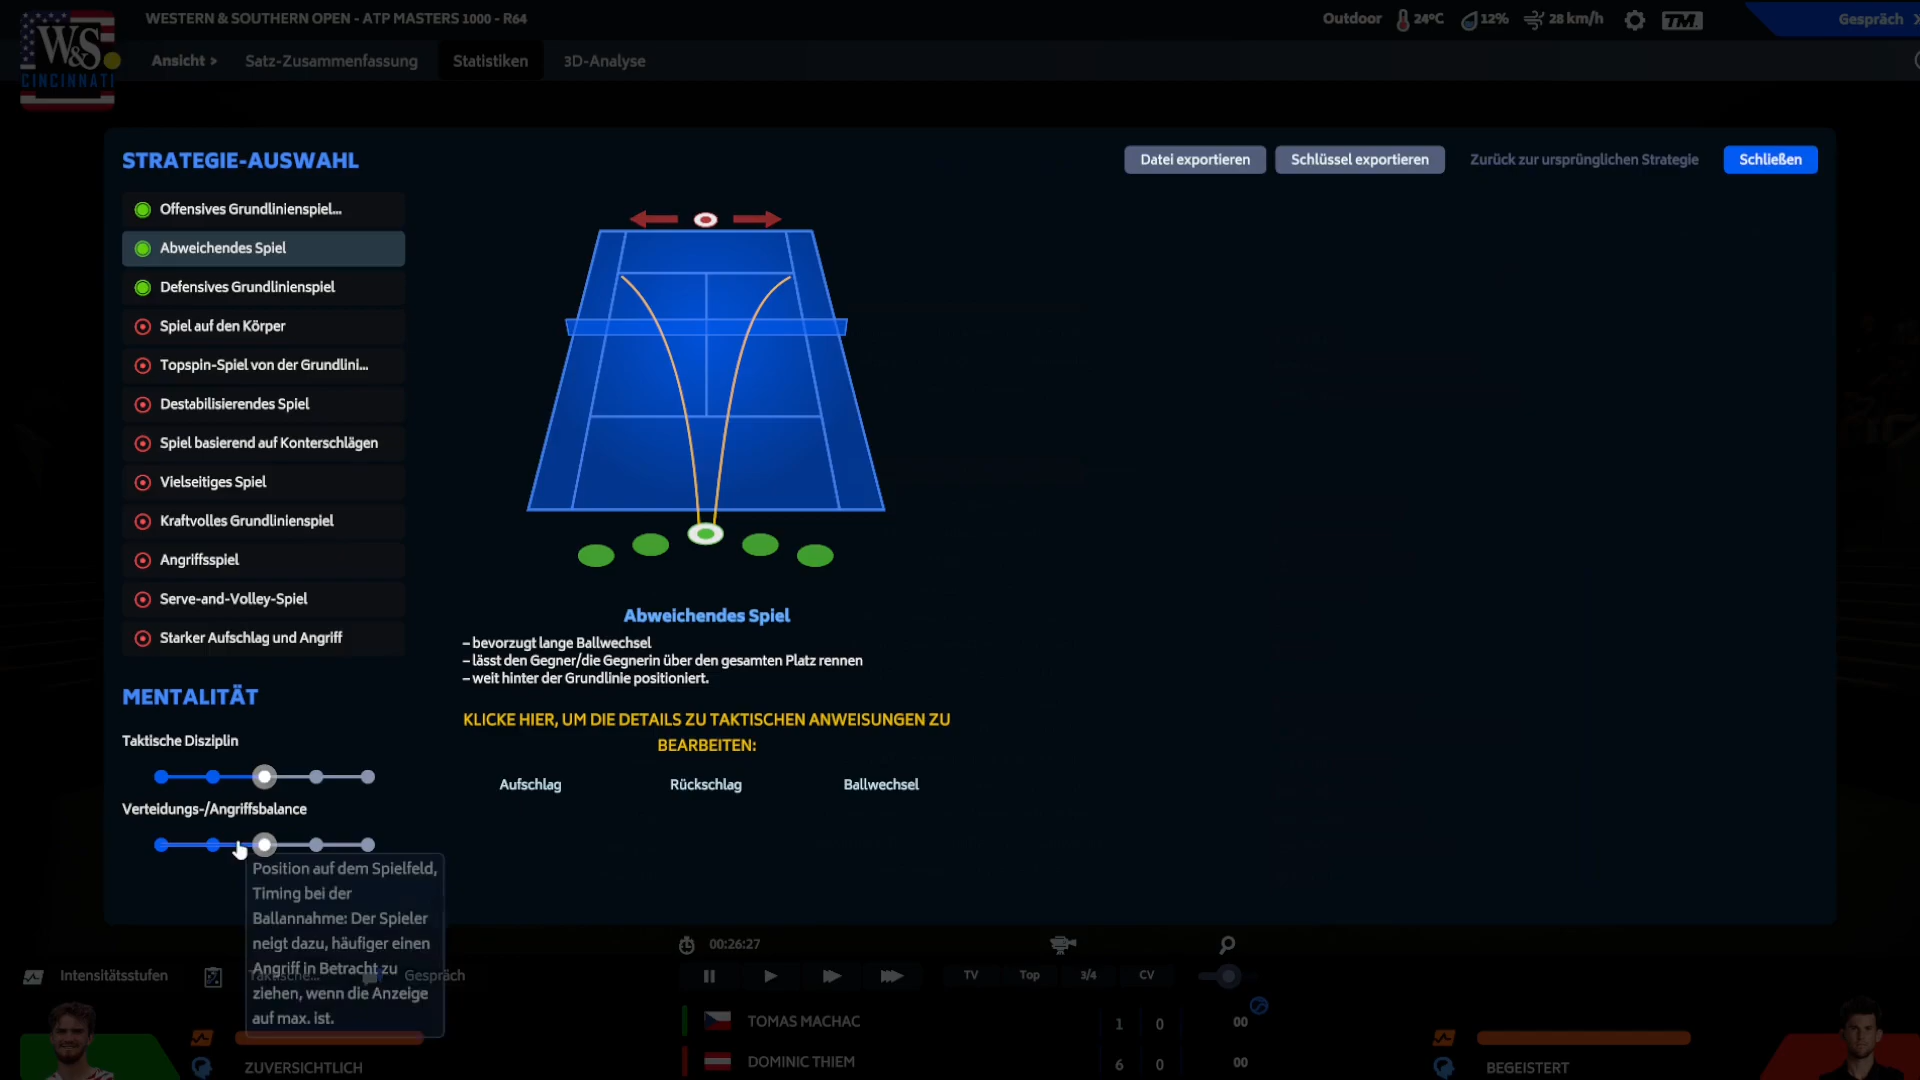 WESTERN & SOUTHERN OPEN - ATP MASTERS 1000 - R64
Outdoor 24°C 12% 28 km/h TM. Gespräch >
W&S
CINCINNATI
Ansicht > Satz-Zusammenfassung Statistiken 3D-Analyse
STRATEGIE-AUSWAHL
Datei exportieren Schlüssel exportieren Zurück zur ursprünglichen Strategie Schließen
Offensives Grundlinienspiel...
Abweichendes Spiel
Defensives Grundlinienspiel
Spiel auf den Körper
Topspin-Spiel von der Grundlini...
Destabilisierendes Spiel
Spiel basierend auf Konterschlägen
Vielseitiges Spiel
Kraftvolles Grundlinienspiel
Angriffsspiel
Serve-and-Volley-Spiel
Starker Aufschlag und Angriff
Abweichendes Spiel
– bevorzugt lange Ballwechsel
– lässt den Gegner/die Gegnerin über den gesamten Platz rennen
– weit hinter der Grundlinie positioniert.
KLICKE HIER, UM DIE DETAILS ZU TAKTISCHEN ANWEISUNGEN ZU
BEARBEITEN:
Aufschlag Rückschlag Ballwechsel
MENTALITÄT
Taktische Disziplin
Verteidungs-/Angriffsbalance
Position auf dem Spielfeld,
Timing bei der
Ballannahme: Der Spieler
neigt dazu, häufiger einen
Angriff in Betracht zu
ziehen, wenn die Anzeige
auf max. ist.
00:26:27
Intensitätsstufen Taktische... Gespräch
TV Top 3/4 CV
TOMAS MACHAC 1 0 00
DOMINIC THIEM 6 0 00
ZUVERSICHTLICH
BEGEISTERT